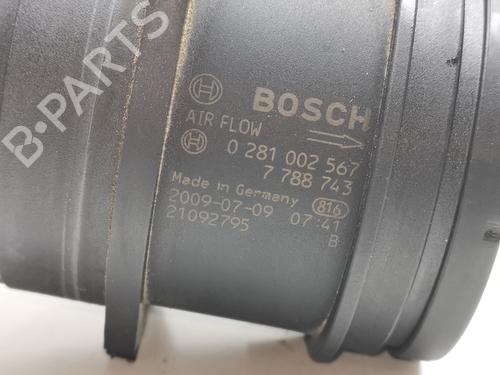 B-PARTS
BOSCH
AIR FLOW
0 281 002 567
7 788 743
Made in Germany 816
2009-07-09 07:41
21092795 B